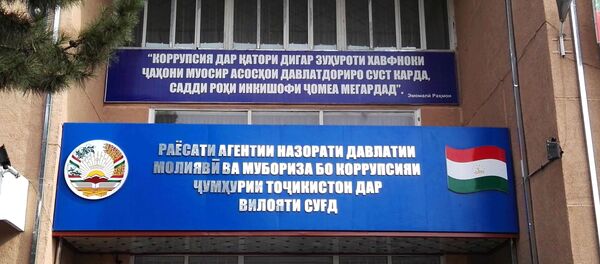 "КОРРУПСИЯ ДАР ҚАТОРИ ДИГАР ЗУҲУРОТИ ХАВФНОКИ
ҶАҲОНИ МУОСИР АСОСҲОИ ДАВЛАТДОРИРО СУСТ КАРДА,
САДДИ РОҲИ ИНКИШОФИ ҶОМЕА МЕГАРДАД".
Эмомалӣ Раҳмон
РАЁСАТИ АГЕНТИИ НАЗОРАТИ ДАВЛАТИИ
МОЛИЯВӢ ВА МУБОРИЗА БО КОРРУПСИЯИ
ҶУМҲУРИИ ТОҶИКИСТОН ДАР
ВИЛОЯТИ СУҒД